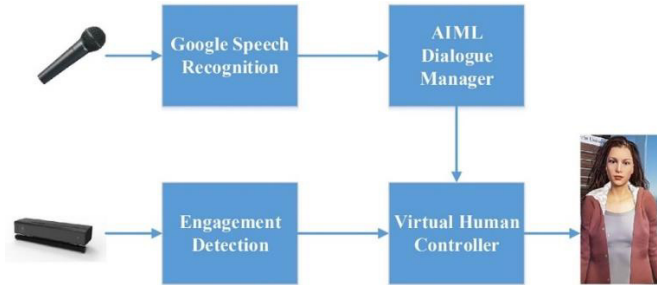 Google Speech
Recognition
AIML
Dialogue
Manager
Engagement
Detection
Virtual Human
Controller